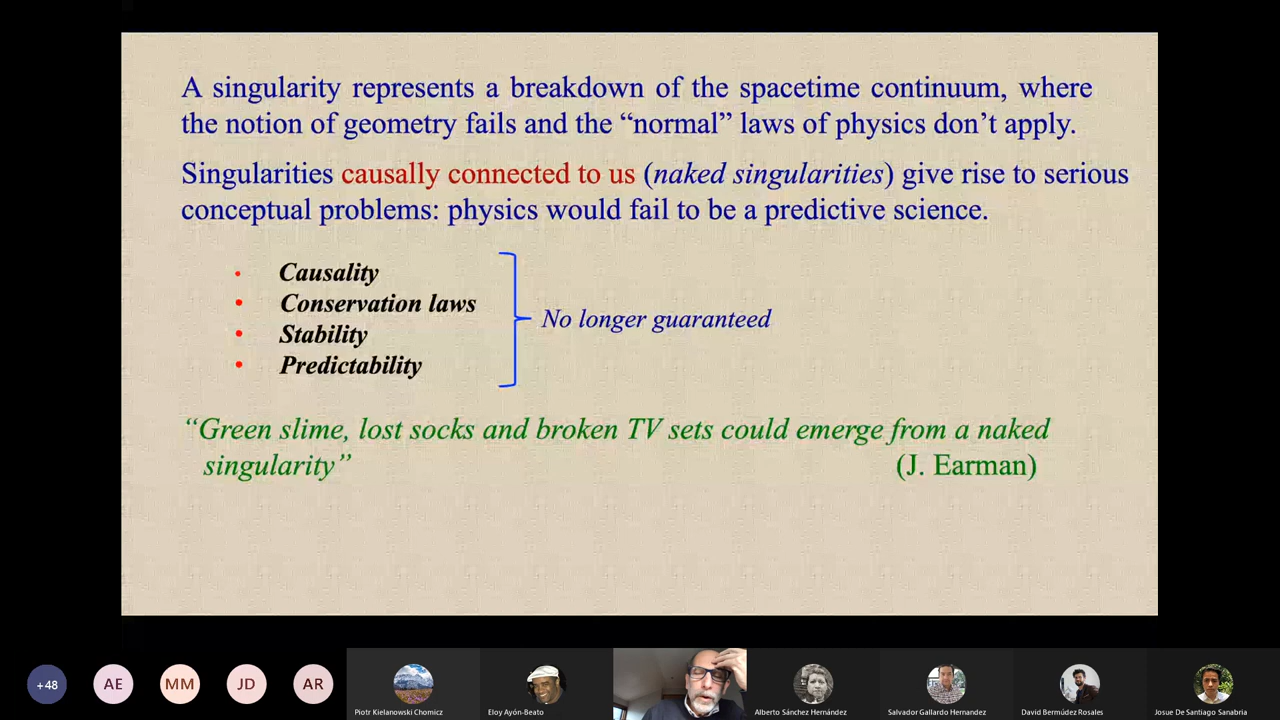 A singularity represents a breakdown of the spacetime continuum, where
the notion of geometry fails and the “normal” laws of physics don’t apply.
Singularities causally connected to us (naked singularities) give rise to serious
conceptual problems: physics would fail to be a predictive science.
• Causality
• Conservation laws
• Stability
• Predictability
No longer guaranteed
“Green slime, lost socks and broken TV sets could emerge from a naked
singularity” (J. Earman)
+48 AE MM JD AR
Piotr Kielanowski Chomicz
Eloy Ayón-Beato
Alberto Sánchez Hernández
Salvador Gallardo Hernandez
David Bermúdez Rosales
Josue De Santiago Sanabria